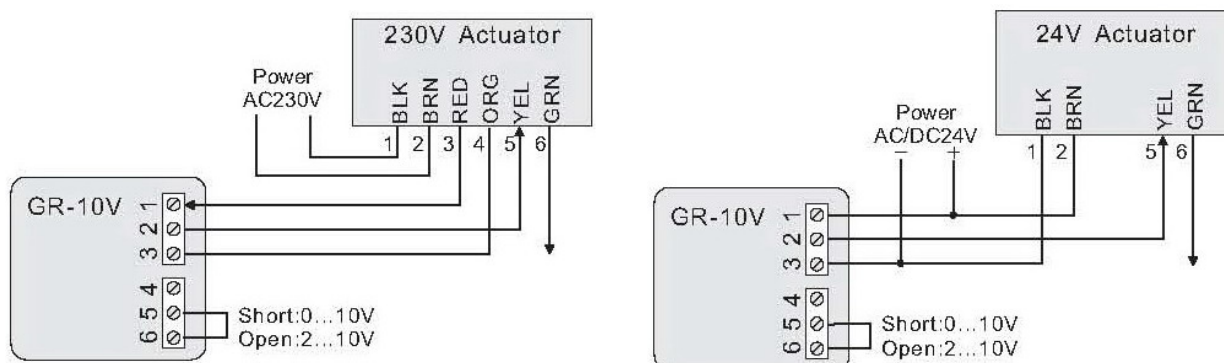 230V Actuator
Power
AC230V
BLK
BRN
RED
ORG
YEL
GRN
1
2
3
4
5
6
GR-10V
1
2
3
4
5
6
Short:0...10V
Open:2...10V
24V Actuator
Power
AC/DC24V
− +
BLK
BRN
YEL
GRN
1
2
5
6
GR-10V
1
2
3
4
5
6
Short:0...10V
Open:2...10V